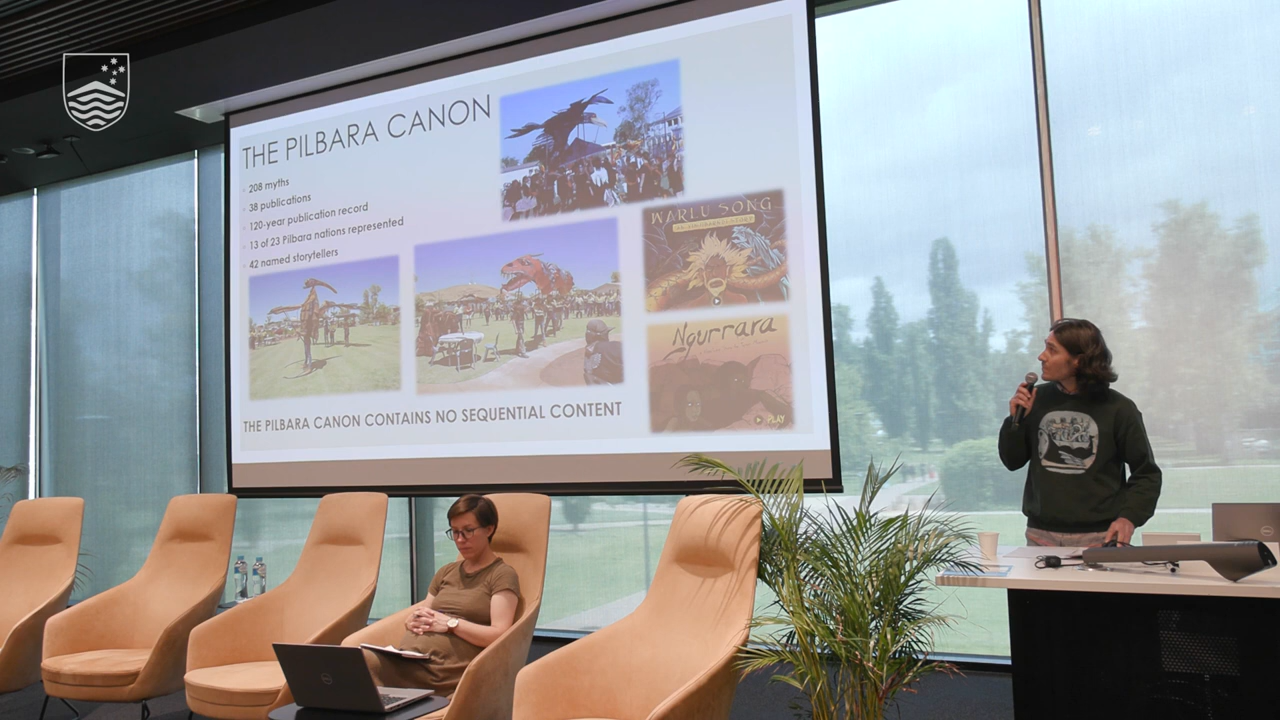 THE PILBARA CANON
208 myths
38 publications
120-year publication record
13 of 23 Pilbara nations represented
42 named storytellers
WARLU SONG
Ngurrara
PLAY
THE PILBARA CANON CONTAINS NO SEQUENTIAL CONTENT
DELL